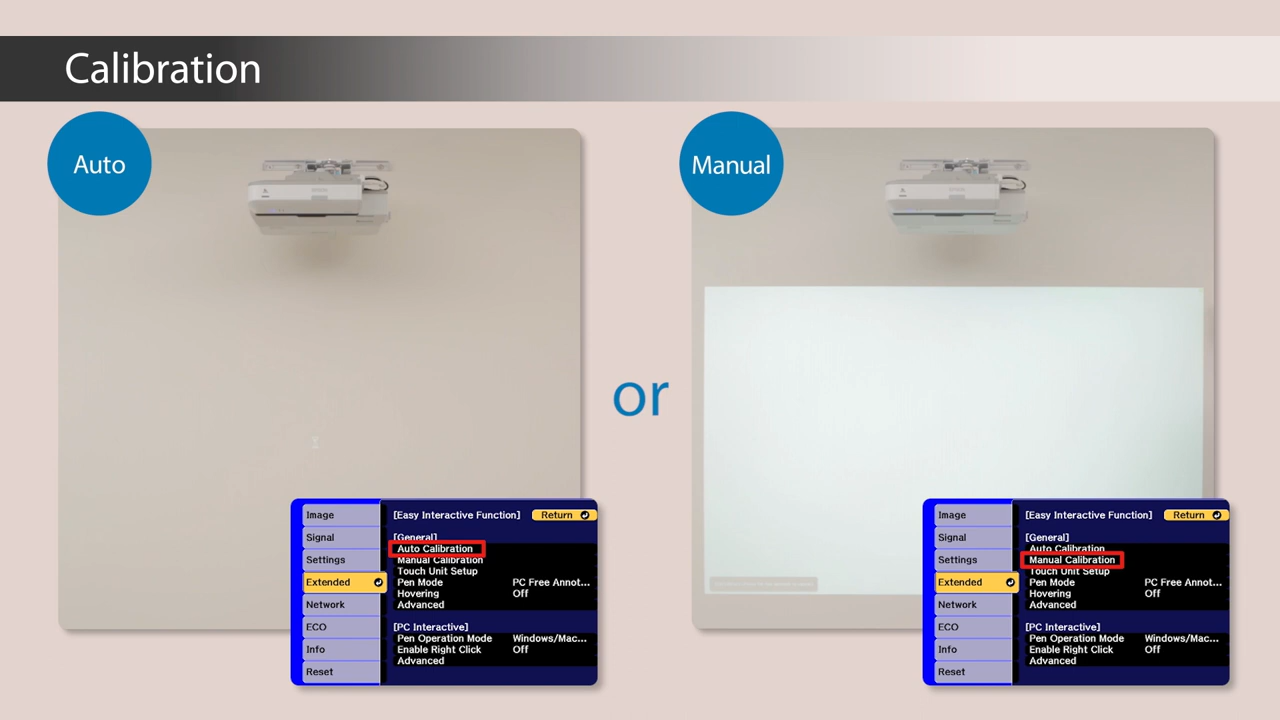 Calibration
Auto
Manual
or
Image
Signal
Settings
Extended
Network
ECO
Info
Reset
[Easy Interactive Function]
Return
[General]
Auto Calibration
Manual Calibration
Touch Unit Setup
Pen Mode PC Free Annot...
Hovering Off
Advanced
[PC Interactive]
Pen Operation Mode Windows/Mac...
Enable Right Click Off
Advanced
Image
Signal
Settings
Extended
Network
ECO
Info
Reset
[Easy Interactive Function]
Return
[General]
Auto Calibration
Manual Calibration
Touch Unit Setup
Pen Mode PC Free Annot...
Hovering Off
Advanced
[PC Interactive]
Pen Operation Mode Windows/Mac...
Enable Right Click Off
Advanced